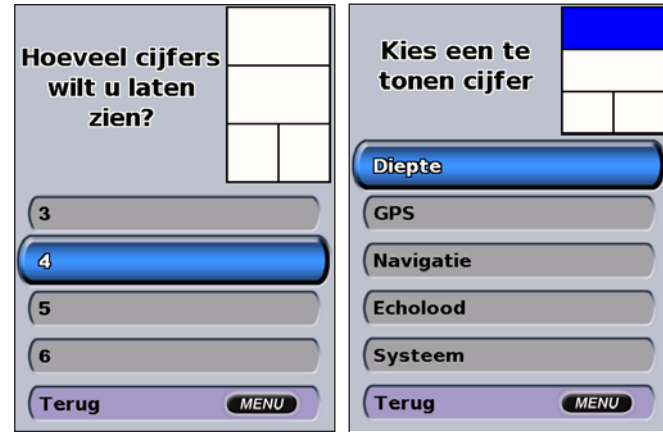 Hoeveel cijfers
wilt u laten
zien?
3
4
5
6
Terug MENU
Kies een te
tonen cijfer
Diepte
GPS
Navigatie
Echolood
Systeem
Terug MENU